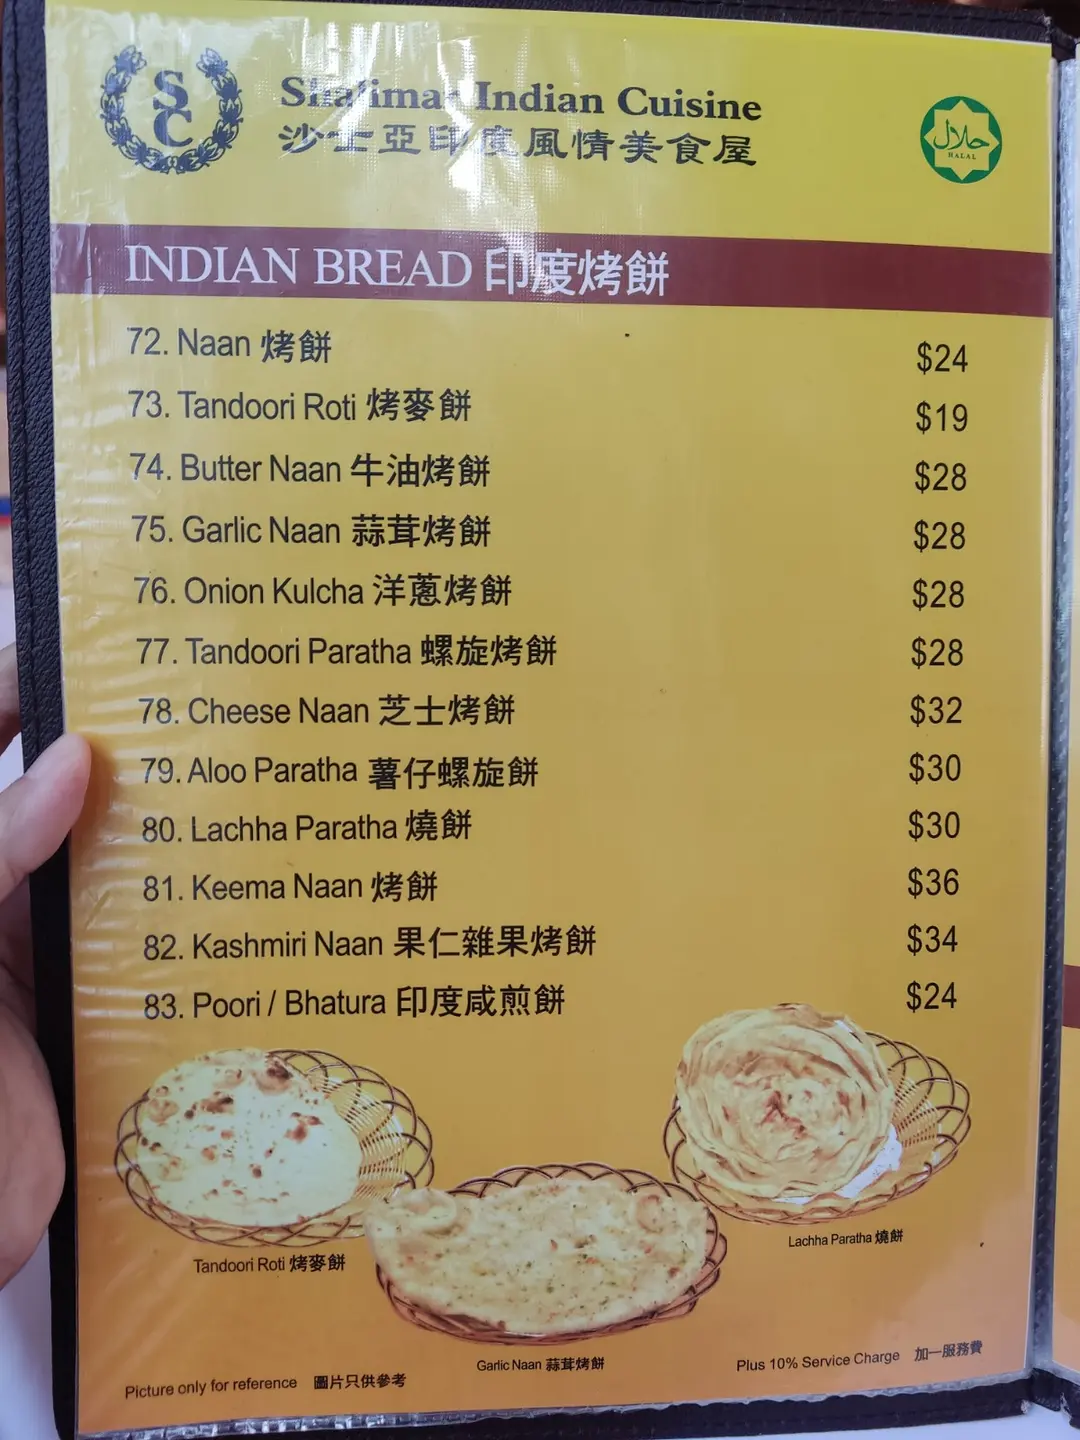 SC
Shalimar Indian Cuisine
沙士亞印度風情美食屋
حلال
HALAL
INDIAN BREAD 印度烤餅
72. Naan 烤餅 $24
73. Tandoori Roti 烤麥餅 $19
74. Butter Naan 牛油烤餅 $28
75. Garlic Naan 蒜茸烤餅 $28
76. Onion Kulcha 洋蔥烤餅 $28
77. Tandoori Paratha 螺旋烤餅 $28
78. Cheese Naan 芝士烤餅 $32
79. Aloo Paratha 薯仔螺旋餅 $30
80. Lachha Paratha 燒餅 $30
81. Keema Naan 烤餅 $36
82. Kashmiri Naan 果仁雜果烤餅 $34
83. Poori / Bhatura 印度咸煎餅 $24
Tandoori Roti 烤麥餅
Lachha Paratha 燒餅
Garlic Naan 蒜茸烤餅
Plus 10% Service Charge 加一服務費
Picture only for reference 圖片只供參考